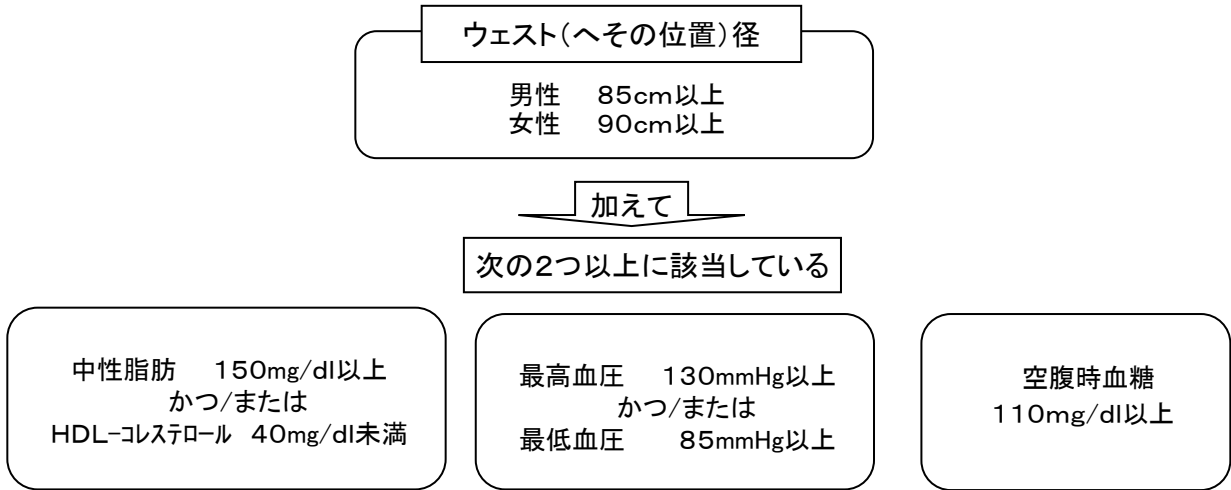 ウェスト(へその位置)径
男性 85cm以上
女性 90cm以上
加えて
次の2つ以上に該当している
中性脂肪 150mg/dl以上
かつ/または
HDL-コレステロール 40mg/dl未満
最高血圧 130mmHg以上
かつ/または
最低血圧 85mmHg以上
空腹時血糖
110mg/dl以上